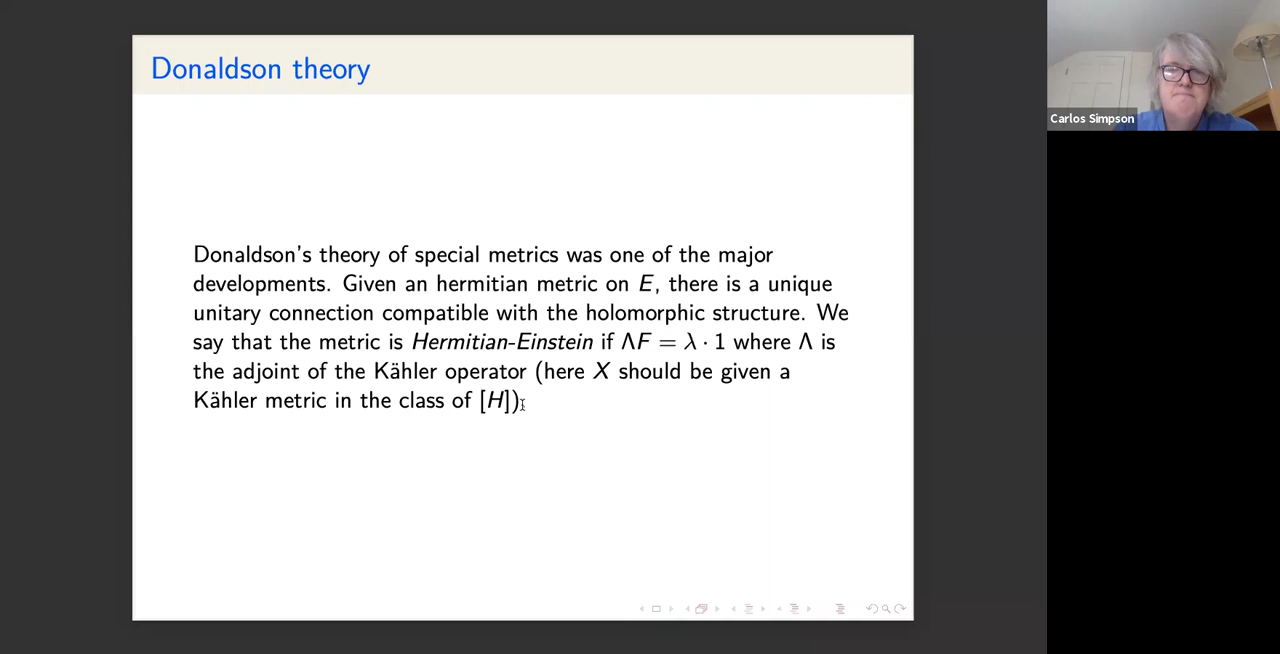 Donaldson theory
Carlos Simpson
Donaldson's theory of special metrics was one of the major
developments. Given an hermitian metric on E, there is a unique
unitary connection compatible with the holomorphic structure. We
say that the metric is Hermitian-Einstein if ΛF = λ · 1 where Λ is
the adjoint of the Kähler operator (here X should be given a
Kähler metric in the class of [H]).